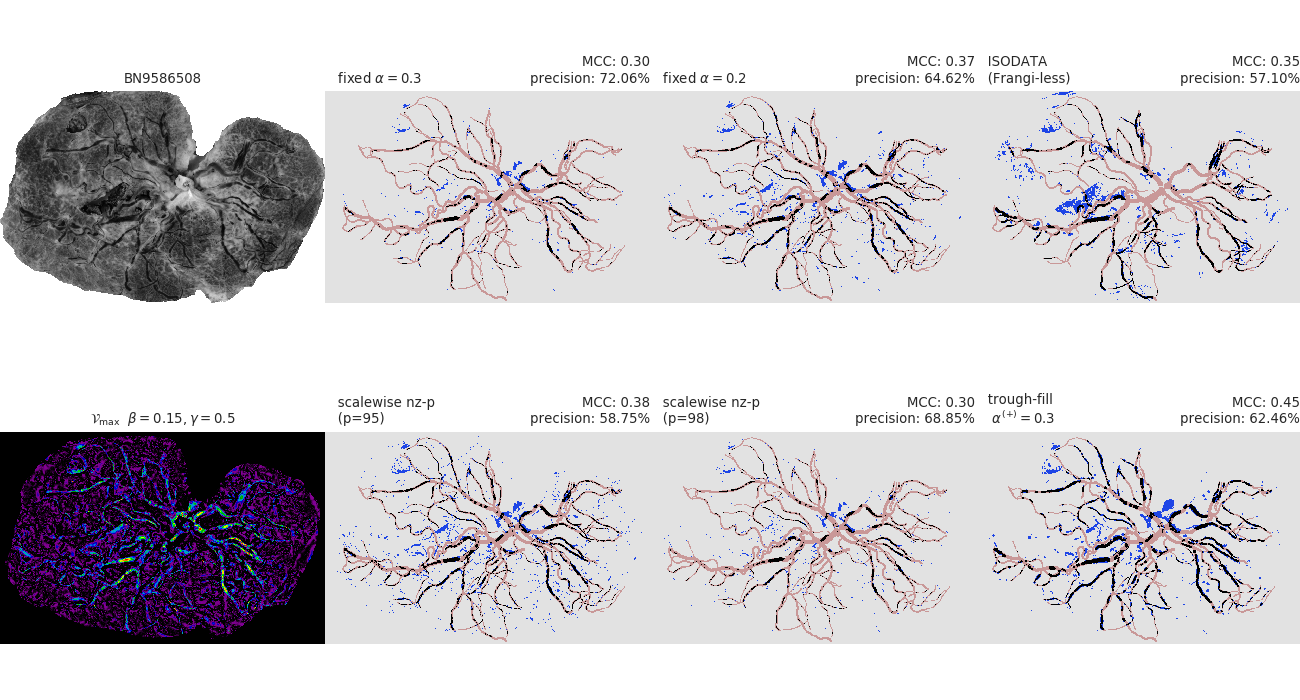 BN9586508
fixed α = 0.3
MCC: 0.30
precision: 72.06%
fixed α = 0.2
MCC: 0.37
precision: 64.62%
ISODATA
(Frangi-less)
MCC: 0.35
precision: 57.10%
𝒱max β = 0.15, γ = 0.5
scalewise nz-p
(p=95)
MCC: 0.38
precision: 58.75%
scalewise nz-p
(p=98)
MCC: 0.30
precision: 68.85%
trough-fill
α(+) = 0.3
MCC: 0.45
precision: 62.46%